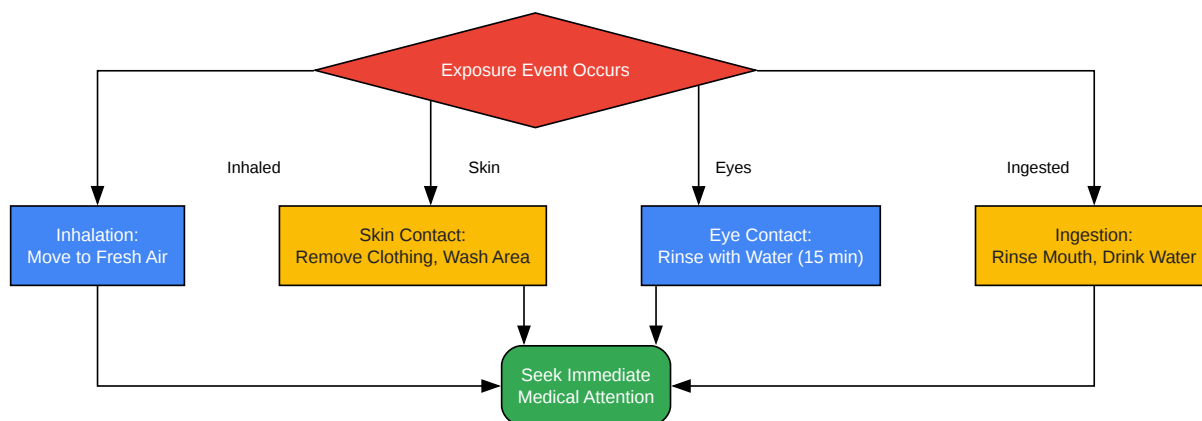 Exposure Event Occurs
Inhaled
Skin
Eyes
Ingested
Inhalation:
Move to Fresh Air
Skin Contact:
Remove Clothing, Wash Area
Eye Contact:
Rinse with Water (15 min)
Ingestion:
Rinse Mouth, Drink Water
Seek Immediate
Medical Attention